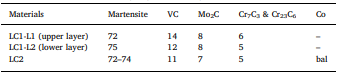 Materials Martensite VC Mo₂C Cr₇C₃ & Cr₂₃C₆ Co
LC1-L1 (upper layer) 72 14 8 6 –
LC1-L2 (lower layer) 75 12 8 5 –
LC2 72–74 11 7 5 bal